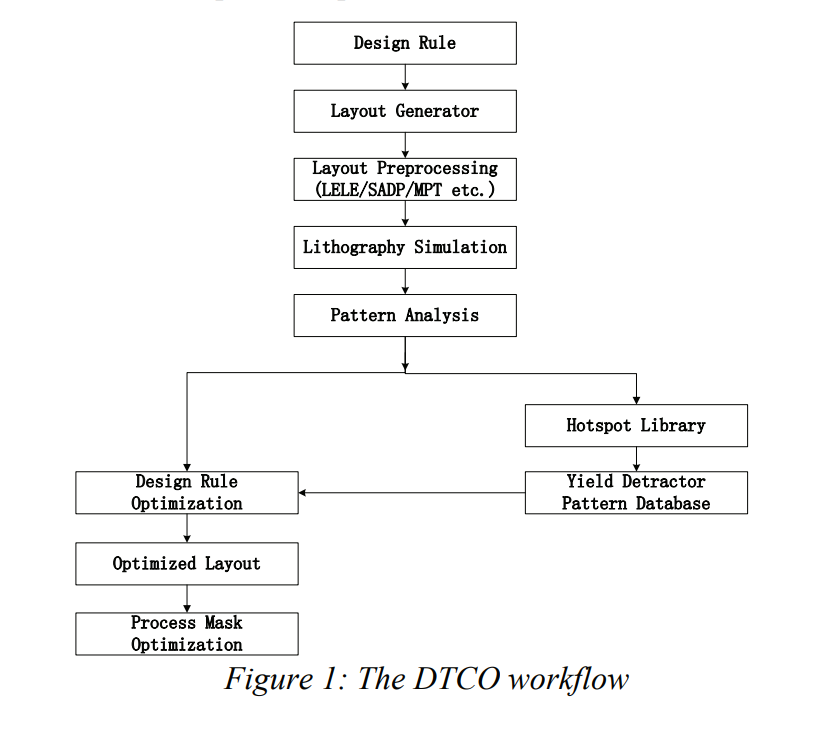 Design Rule
Layout Generator
Layout Preprocessing
(LELE/SADP/MPT etc.)
Lithography Simulation
Pattern Analysis
Hotspot Library
Design Rule
Optimization
Yield Detractor
Pattern Database
Optimized Layout
Process Mask
Optimization
Figure 1: The DTCO workflow